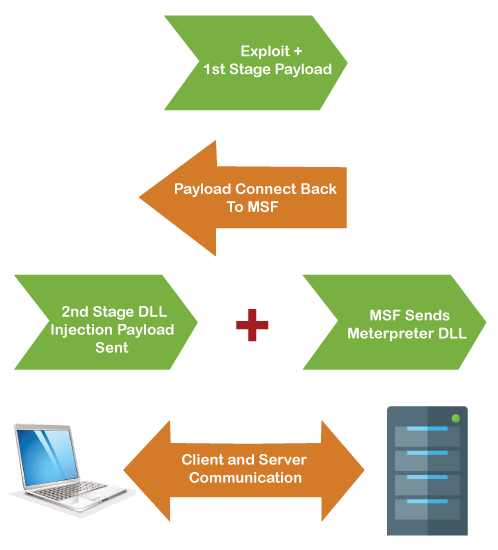 Exploit +
1st Stage Payload
Payload Connect Back
To MSF
2nd Stage DLL
Injection Payload
Sent
MSF Sends
Meterpreter DLL
Client and Server
Communication